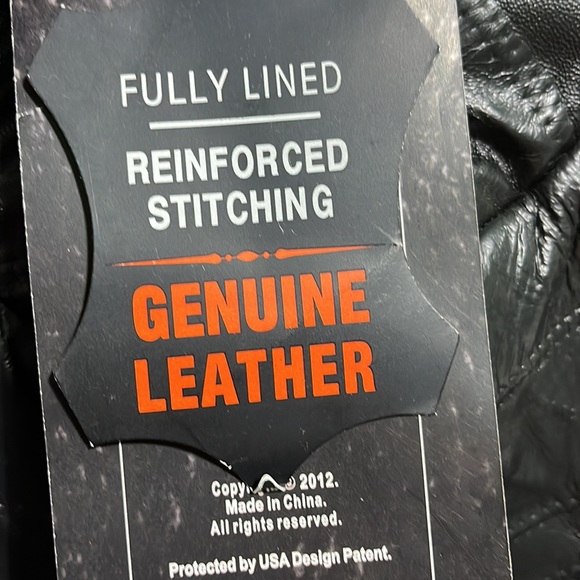 FULLY LINED
REINFORCED
STITCHING
GENUINE
LEATHER
2012.
Made in China.
All rights reserved.
Protected by USA Design Patent.